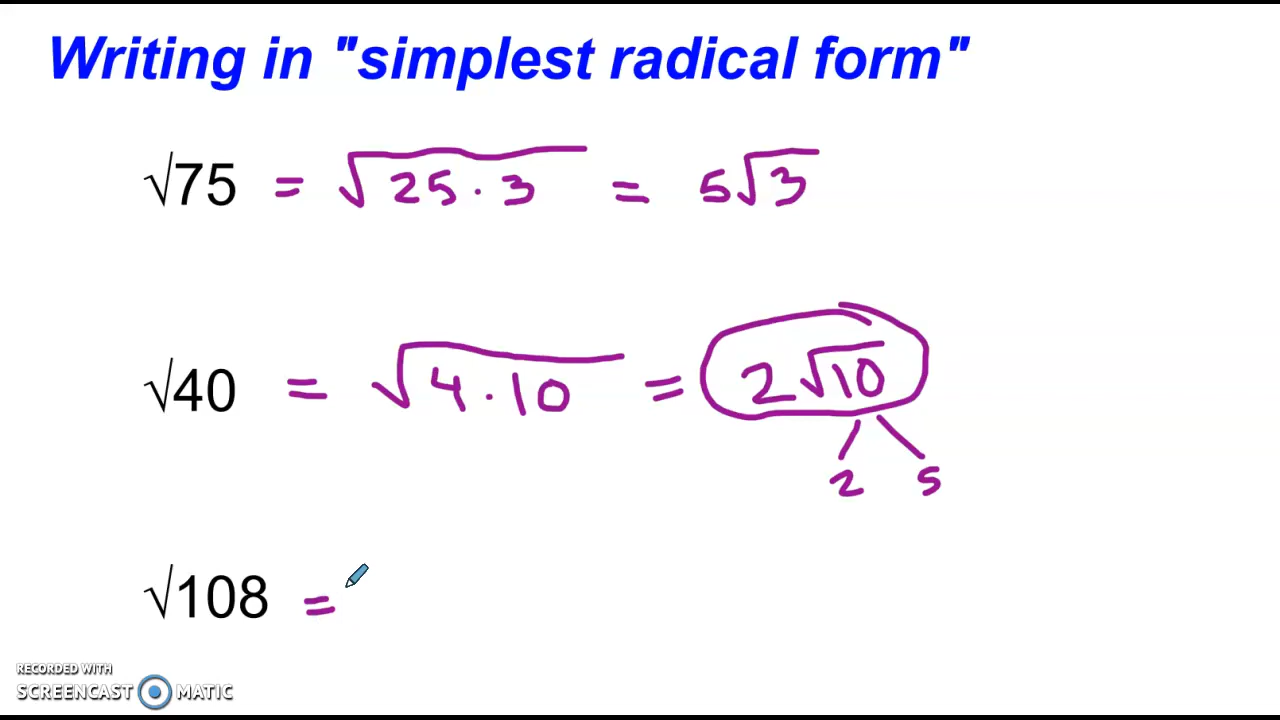 Writing in "simplest radical form"
√75 = √25 · 3 = 5√3
√40 = √4 · 10 = 2√10
2 5
√108 =
RECORDED WITH
SCREENCAST MATIC